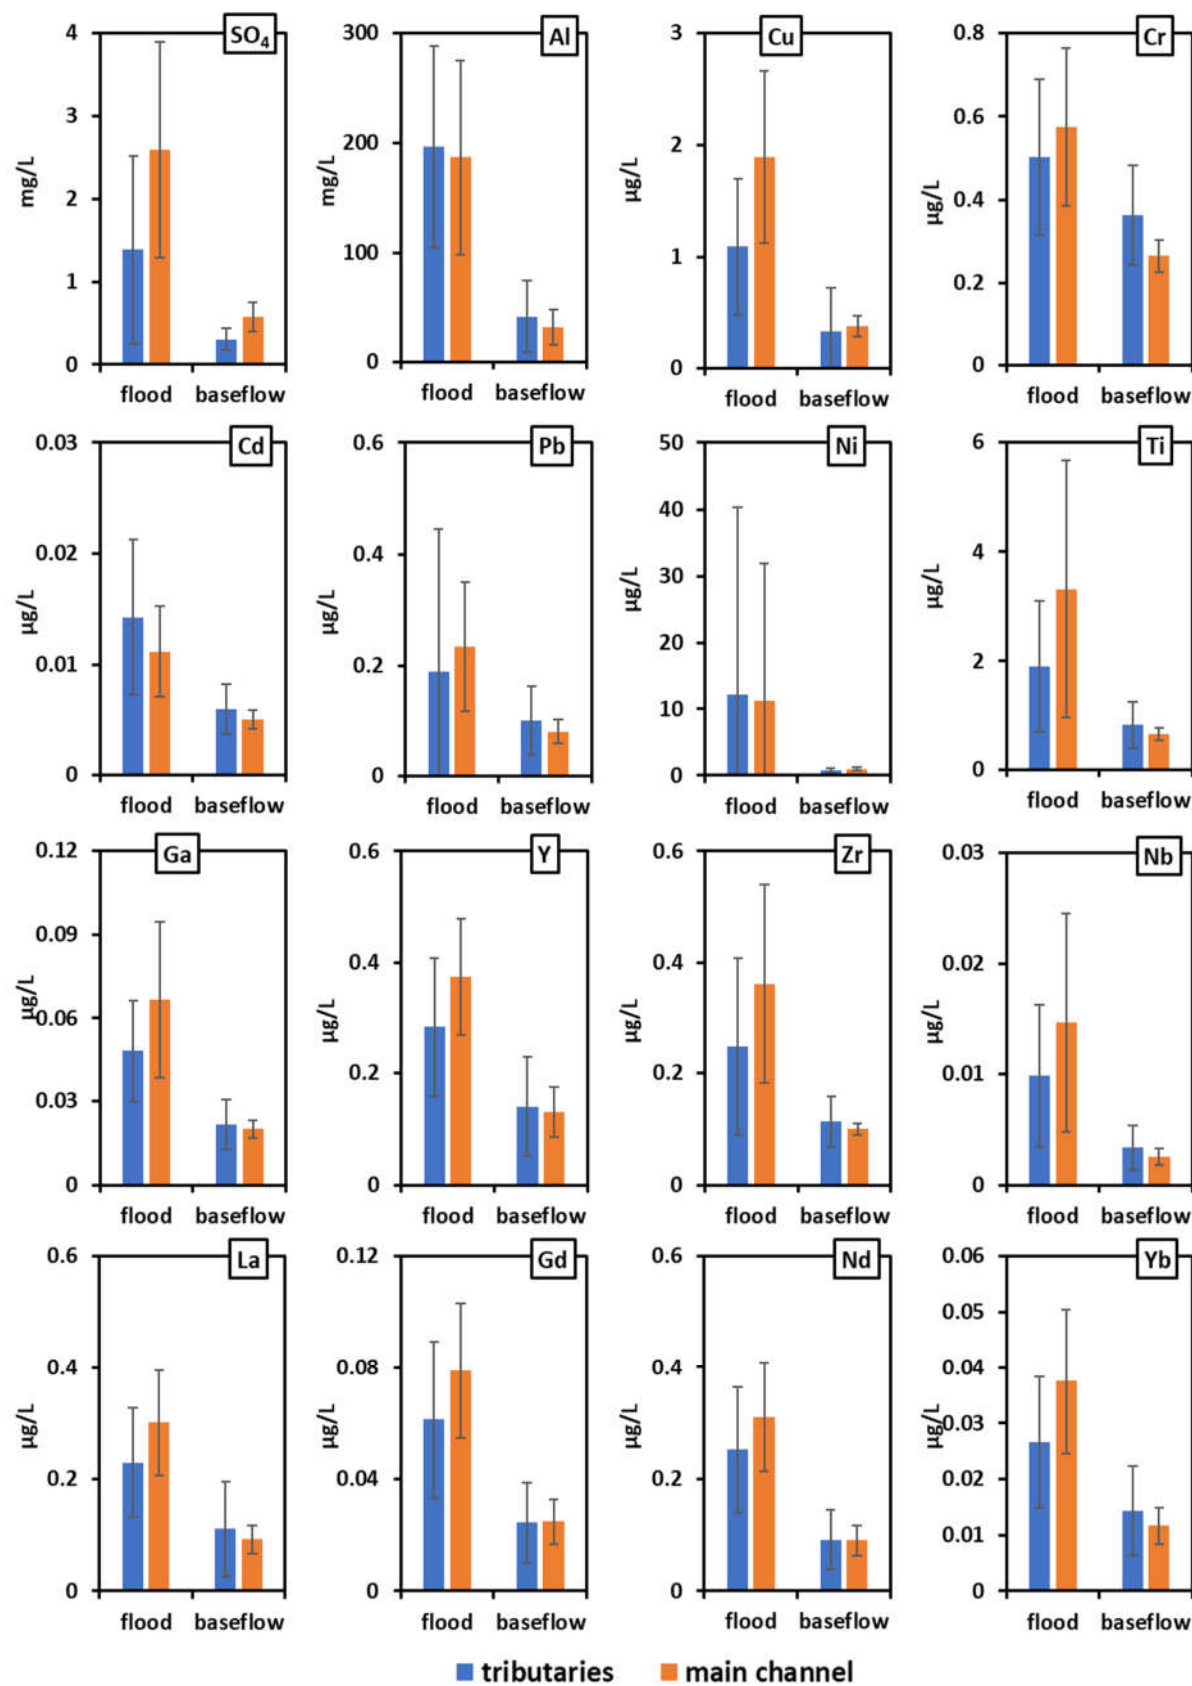 SO4
4
3
2
1
0
mg/L
flood baseflow
Al
300
200
100
0
mg/L
flood baseflow
Cu
3
2
1
0
µg/L
flood baseflow
Cr
0.8
0.6
0.4
0.2
0
µg/L
flood baseflow
Cd
0.03
0.02
0.01
0
µg/L
flood baseflow
Pb
0.6
0.4
0.2
0
µg/L
flood baseflow
Ni
50
40
30
20
10
0
µg/L
flood baseflow
Ti
6
4
2
0
µg/L
flood baseflow
Ga
0.12
0.09
0.06
0.03
0
µg/L
flood baseflow
Y
0.6
0.4
0.2
0
µg/L
flood baseflow
Zr
0.6
0.4
0.2
0
µg/L
flood baseflow
Nb
0.03
0.02
0.01
0
µg/L
flood baseflow
La
0.6
0.4
0.2
0
µg/L
flood baseflow
Gd
0.12
0.08
0.04
0
µg/L
flood baseflow
Nd
0.6
0.4
0.2
0
µg/L
flood baseflow
Yb
0.06
0.05
0.04
0.03
0.02
0.01
0
µg/L
flood baseflow
tributaries main channel